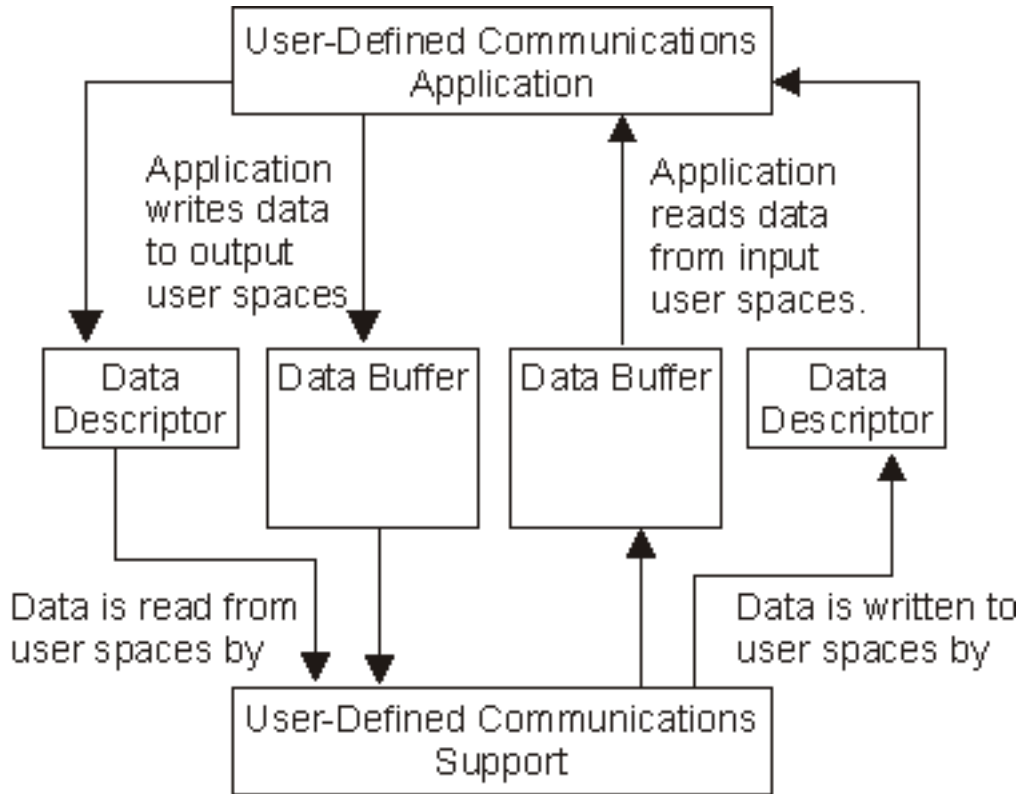 User-Defined Communications
Application
Application
writes data
to output
user spaces
Application
reads data
from input
user spaces.
Data
Descriptor
Data Buffer
Data Buffer
Data
Descriptor
Data is read from
user spaces by
Data is written to
user spaces by
User-Defined Communications
Support